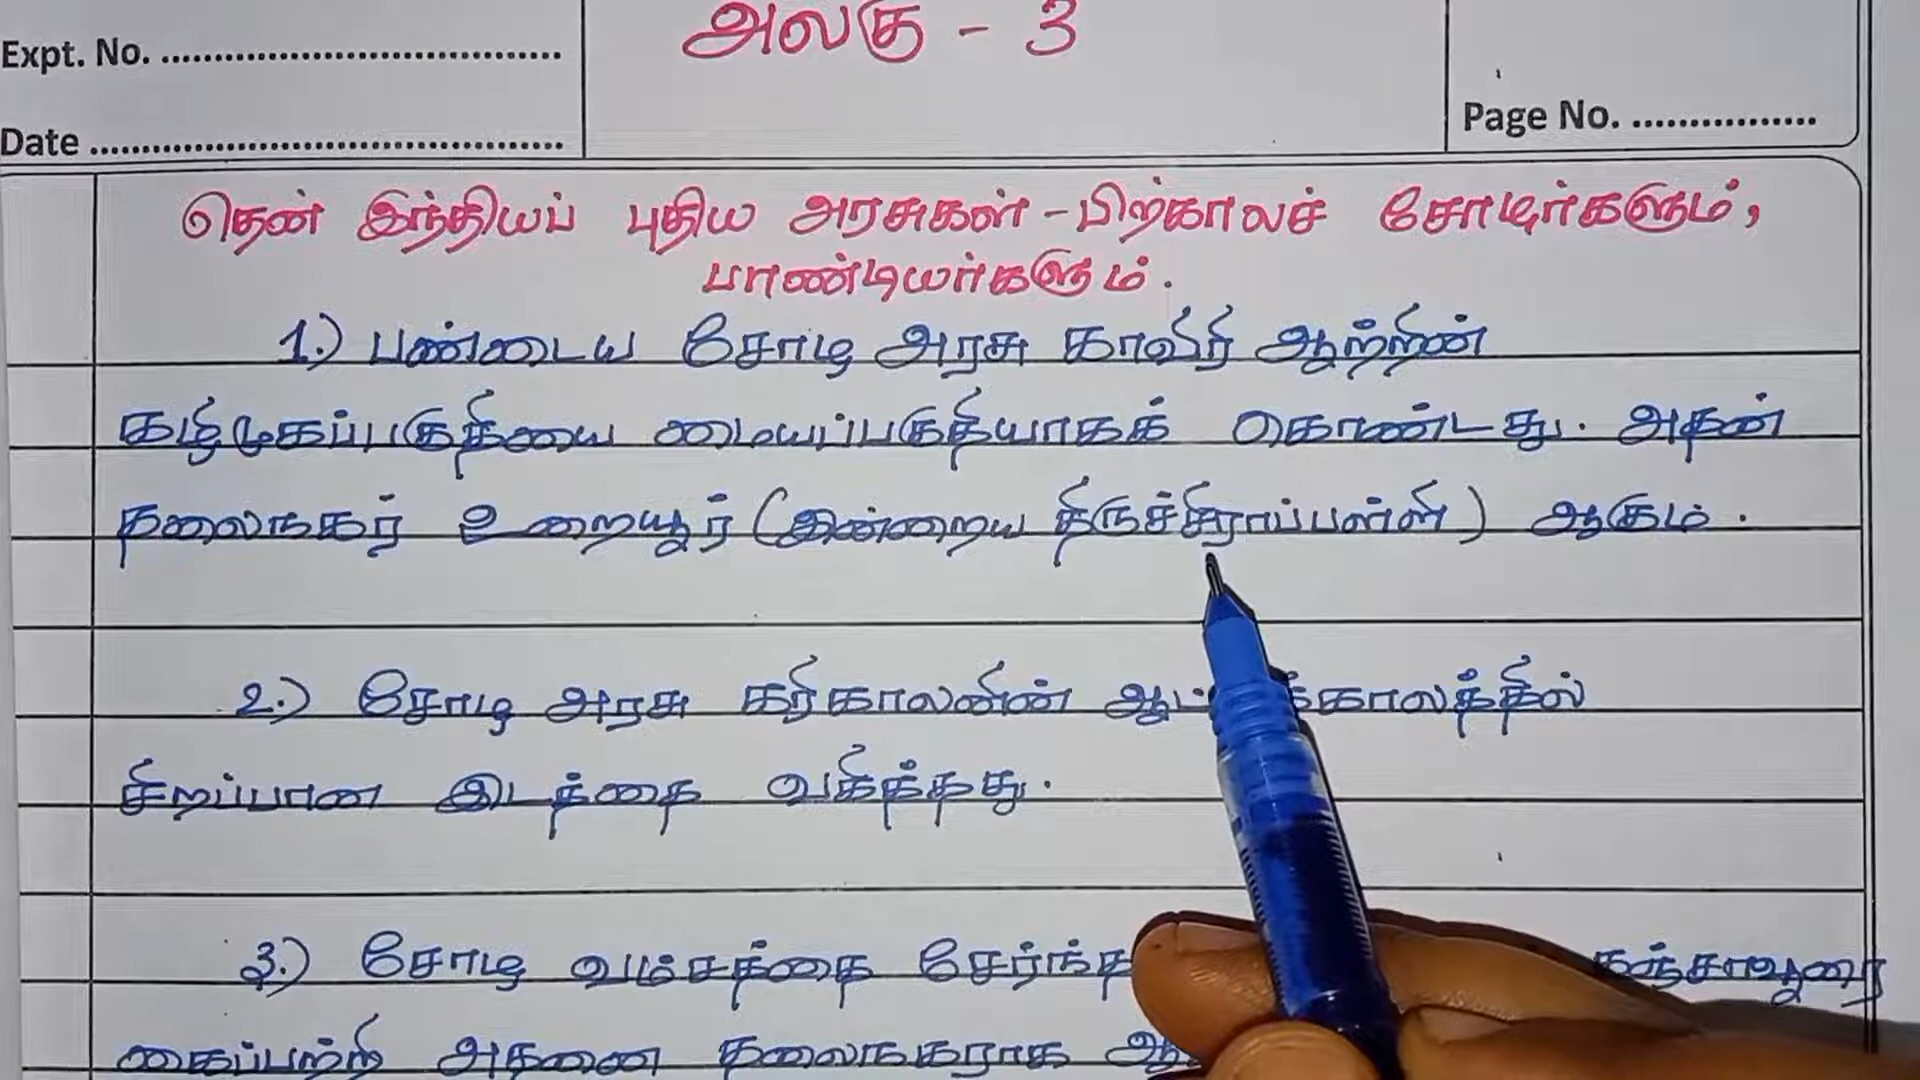 அலகு - 3
Expt. No.
Page No.
Date
தென் இந்தியப் புதிய அரசுகள் - பிற்காலச் சோழர்களும்,
பாண்டியர்களும்.
1.) பண்டைய சோழ அரசு காவிரி ஆற்றின்
கழிமுகப்பகுதியை மையப்பகுதியாகக் கொண்டது. அதன்
தலைநகர் உறையூர் (இன்றைய திருச்சிராப்பள்ளி) ஆகும்.
2.) சோழ அரசு கரிகாலனின்
சிறப்பான இடத்தை வகித்தது.
3.) சோழ வம்சத்தை தஞ்சாவூரை
கைப்பற்றி அதனை தலைநகராக